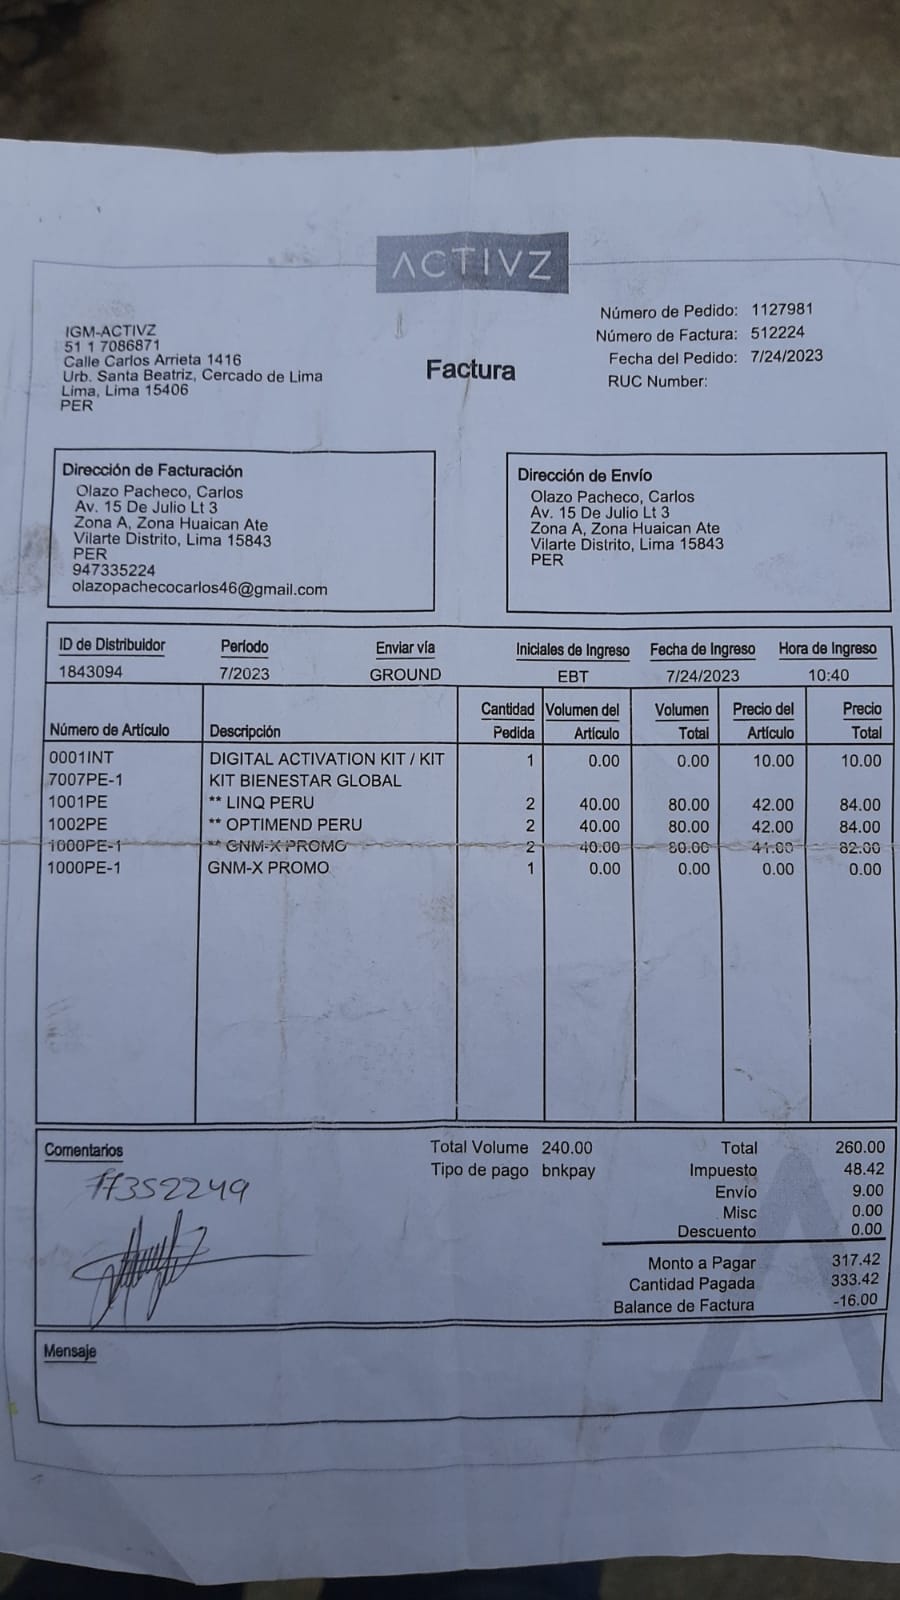 ACTIVZ
IGM-ACTIVZ
51 1 7086871
Calle Carlos Arrieta 1416
Urb. Santa Beatriz, Cercado de Lima
Lima, Lima 15406
PER
Factura
Número de Pedido: 1127981
Número de Factura: 512224
Fecha del Pedido: 7/24/2023
RUC Number:
Dirección de Facturación
Olazo Pacheco, Carlos
Av. 15 De Julio Lt 3
Zona A, Zona Huaican Ate
Vilarte Distrito, Lima 15843
PER
947335224
olazopachecocarlos46@gmail.com
Dirección de Envío
Olazo Pacheco, Carlos
Av. 15 De Julio Lt 3
Zona A, Zona Huaican Ate
Vilarte Distrito, Lima 15843
PER
ID de Distribuidor Período Enviar vía Iniciales de Ingreso Fecha de Ingreso Hora de Ingreso
1843094 7/2023 GROUND EBT 7/24/2023 10:40
Número de Artículo Descripción Cantidad Pedida Volumen del Artículo Volumen Total Precio del Artículo Precio Total
0001INT DIGITAL ACTIVATION KIT / KIT 1 0.00 0.00 10.00 10.00
7007PE-1 KIT BIENESTAR GLOBAL
1001PE ** LINQ PERU 2 40.00 80.00 42.00 84.00
1002PE ** OPTIMEND PERU 2 40.00 80.00 42.00 84.00
1000PE-1 ** GNM-X PROMO 2 40.00 80.00 41.00 82.00
1000PE-1 GNM-X PROMO 1 0.00 0.00 0.00 0.00
Comentarios
77352249
Total Volume 240.00
Tipo de pago bnkpay
Total 260.00
Impuesto 48.42
Envío 9.00
Misc 0.00
Descuento 0.00
Monto a Pagar 317.42
Cantidad Pagada 333.42
Balance de Factura -16.00
Mensaje